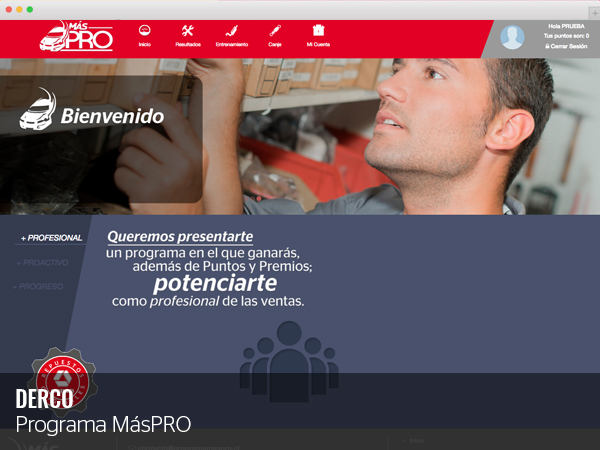 MÁS
PRO
Inicio
Resultados
Entrenamiento
Canje
Mi Cuenta
Hola PRUEBA
Tus puntos son: 0
Cerrar Sesión
Bienvenido
+ PROFESIONAL
+ PROACTIVO
+ PROGRESO
Queremos presentarte
un programa en el que ganarás,
además de Puntos y Premios;
potenciarte
como profesional de las ventas.
REPUESTOS
DERCO
Programa MásPRO